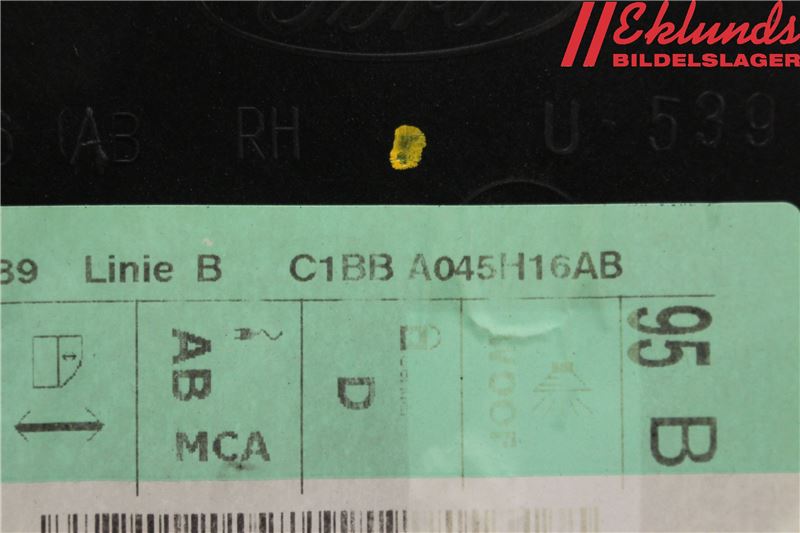 Eklunds
BILDELSLAGER
AB RH U 539
39 Linie B C1BB A045H16AB
AB
MCA
D
95 B